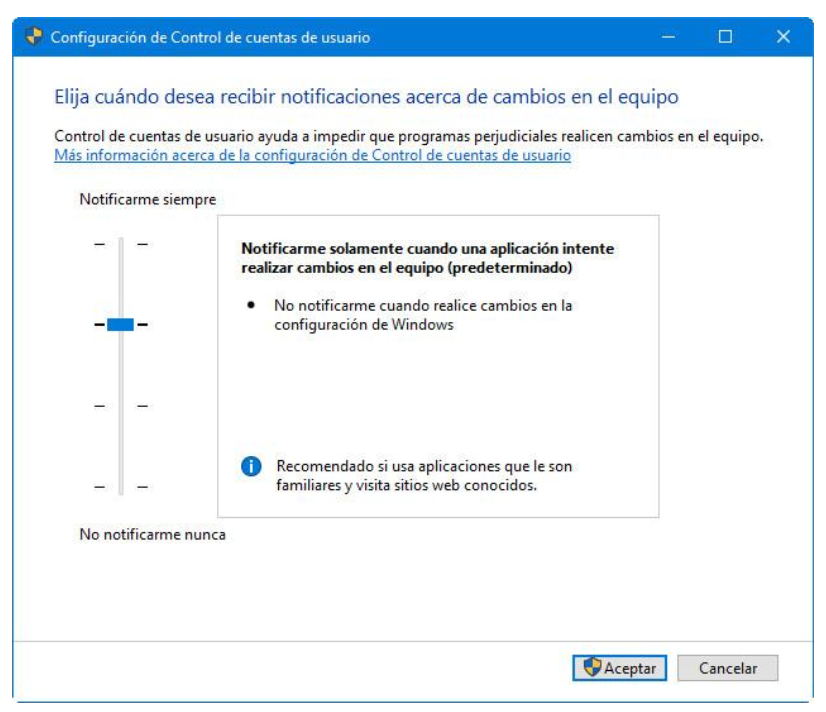 Configuración de Control de cuentas de usuario
Elija cuándo desea recibir notificaciones acerca de cambios en el equipo
Control de cuentas de usuario ayuda a impedir que programas perjudiciales realicen cambios en el equipo.
Más información acerca de la configuración de Control de cuentas de usuario
Notificarme siempre
Notificarme solamente cuando una aplicación intente
realizar cambios en el equipo (predeterminado)
• No notificarme cuando realice cambios en la
configuración de Windows
Recomendado si usa aplicaciones que le son
familiares y visita sitios web conocidos.
No notificarme nunca
Aceptar Cancelar